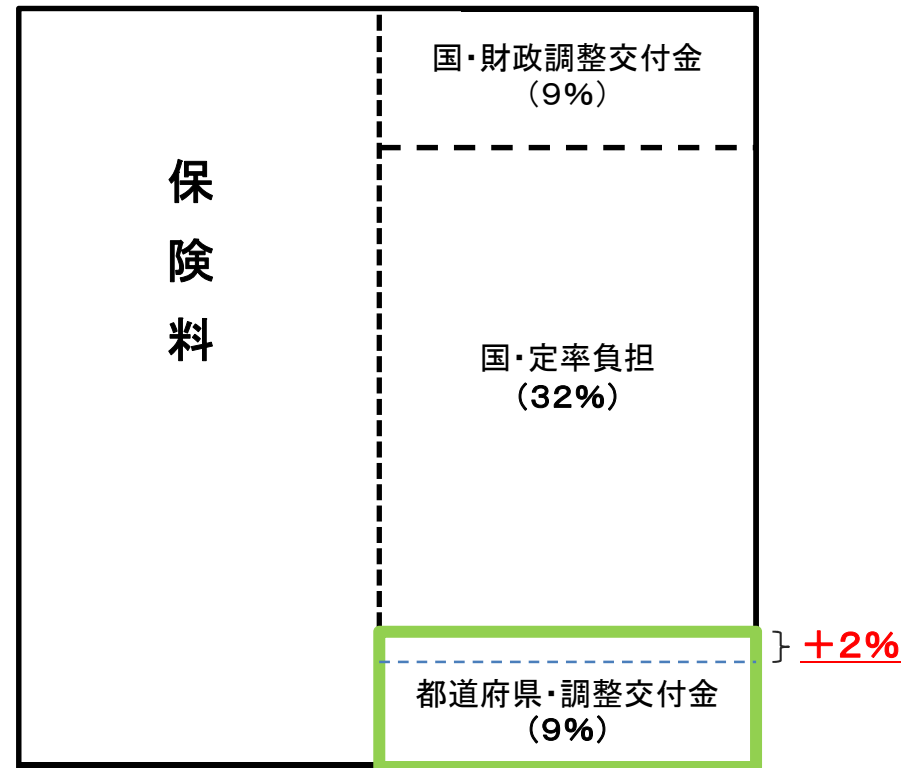 保険料
国・財政調整交付金
（９％）
国・定率負担
（３２％）
＋２％
都道府県・調整交付金
（９％）